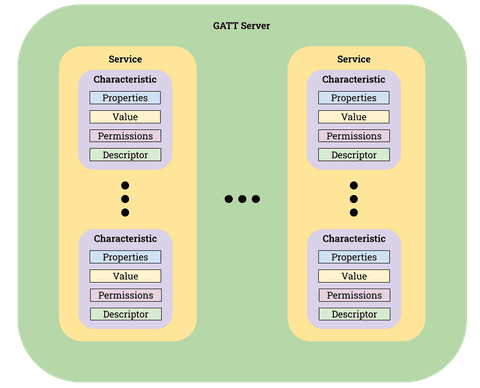 GATT Server
Service
Characteristic
Properties
Value
Permissions
Descriptor
Characteristic
Properties
Value
Permissions
Descriptor
Service
Characteristic
Properties
Value
Permissions
Descriptor
Characteristic
Properties
Value
Permissions
Descriptor